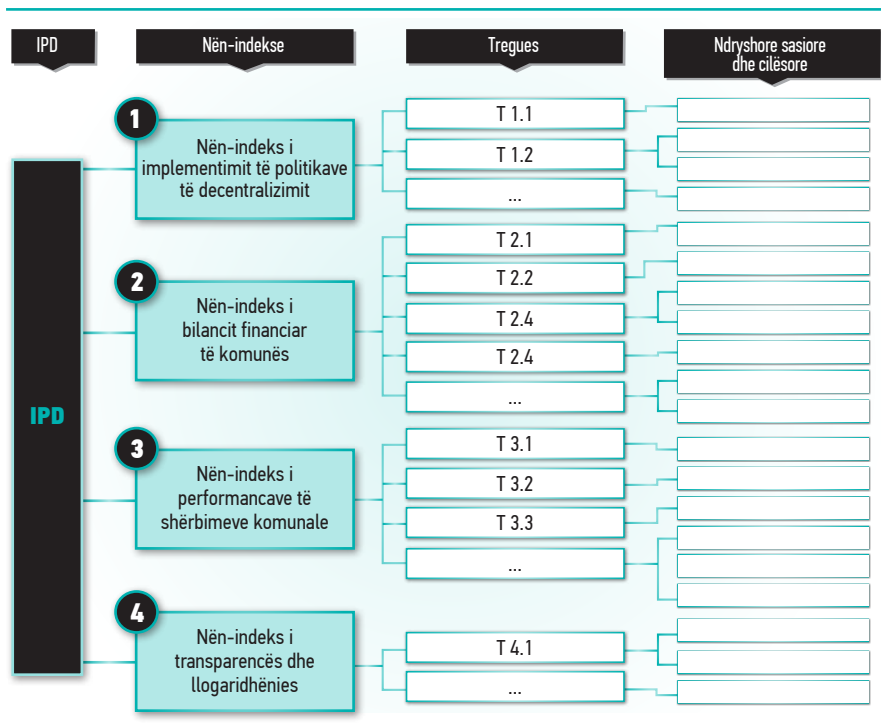 IPD
Nën-indekse
Tregues
Ndryshore sasiore
dhe cilësore
IPD
1
Nën-indeks i
implementimit të politikave
të decentralizimit
T 1.1
T 1.2
...
2
Nën-indeks i
bilancit financiar
të komunës
T 2.1
T 2.2
T 2.4
T 2.4
...
3
Nën-indeks i
performancave të
shërbimeve komunale
T 3.1
T 3.2
T 3.3
...
4
Nën-indeks i
transparencës dhe
llogaridhënies
T 4.1
...